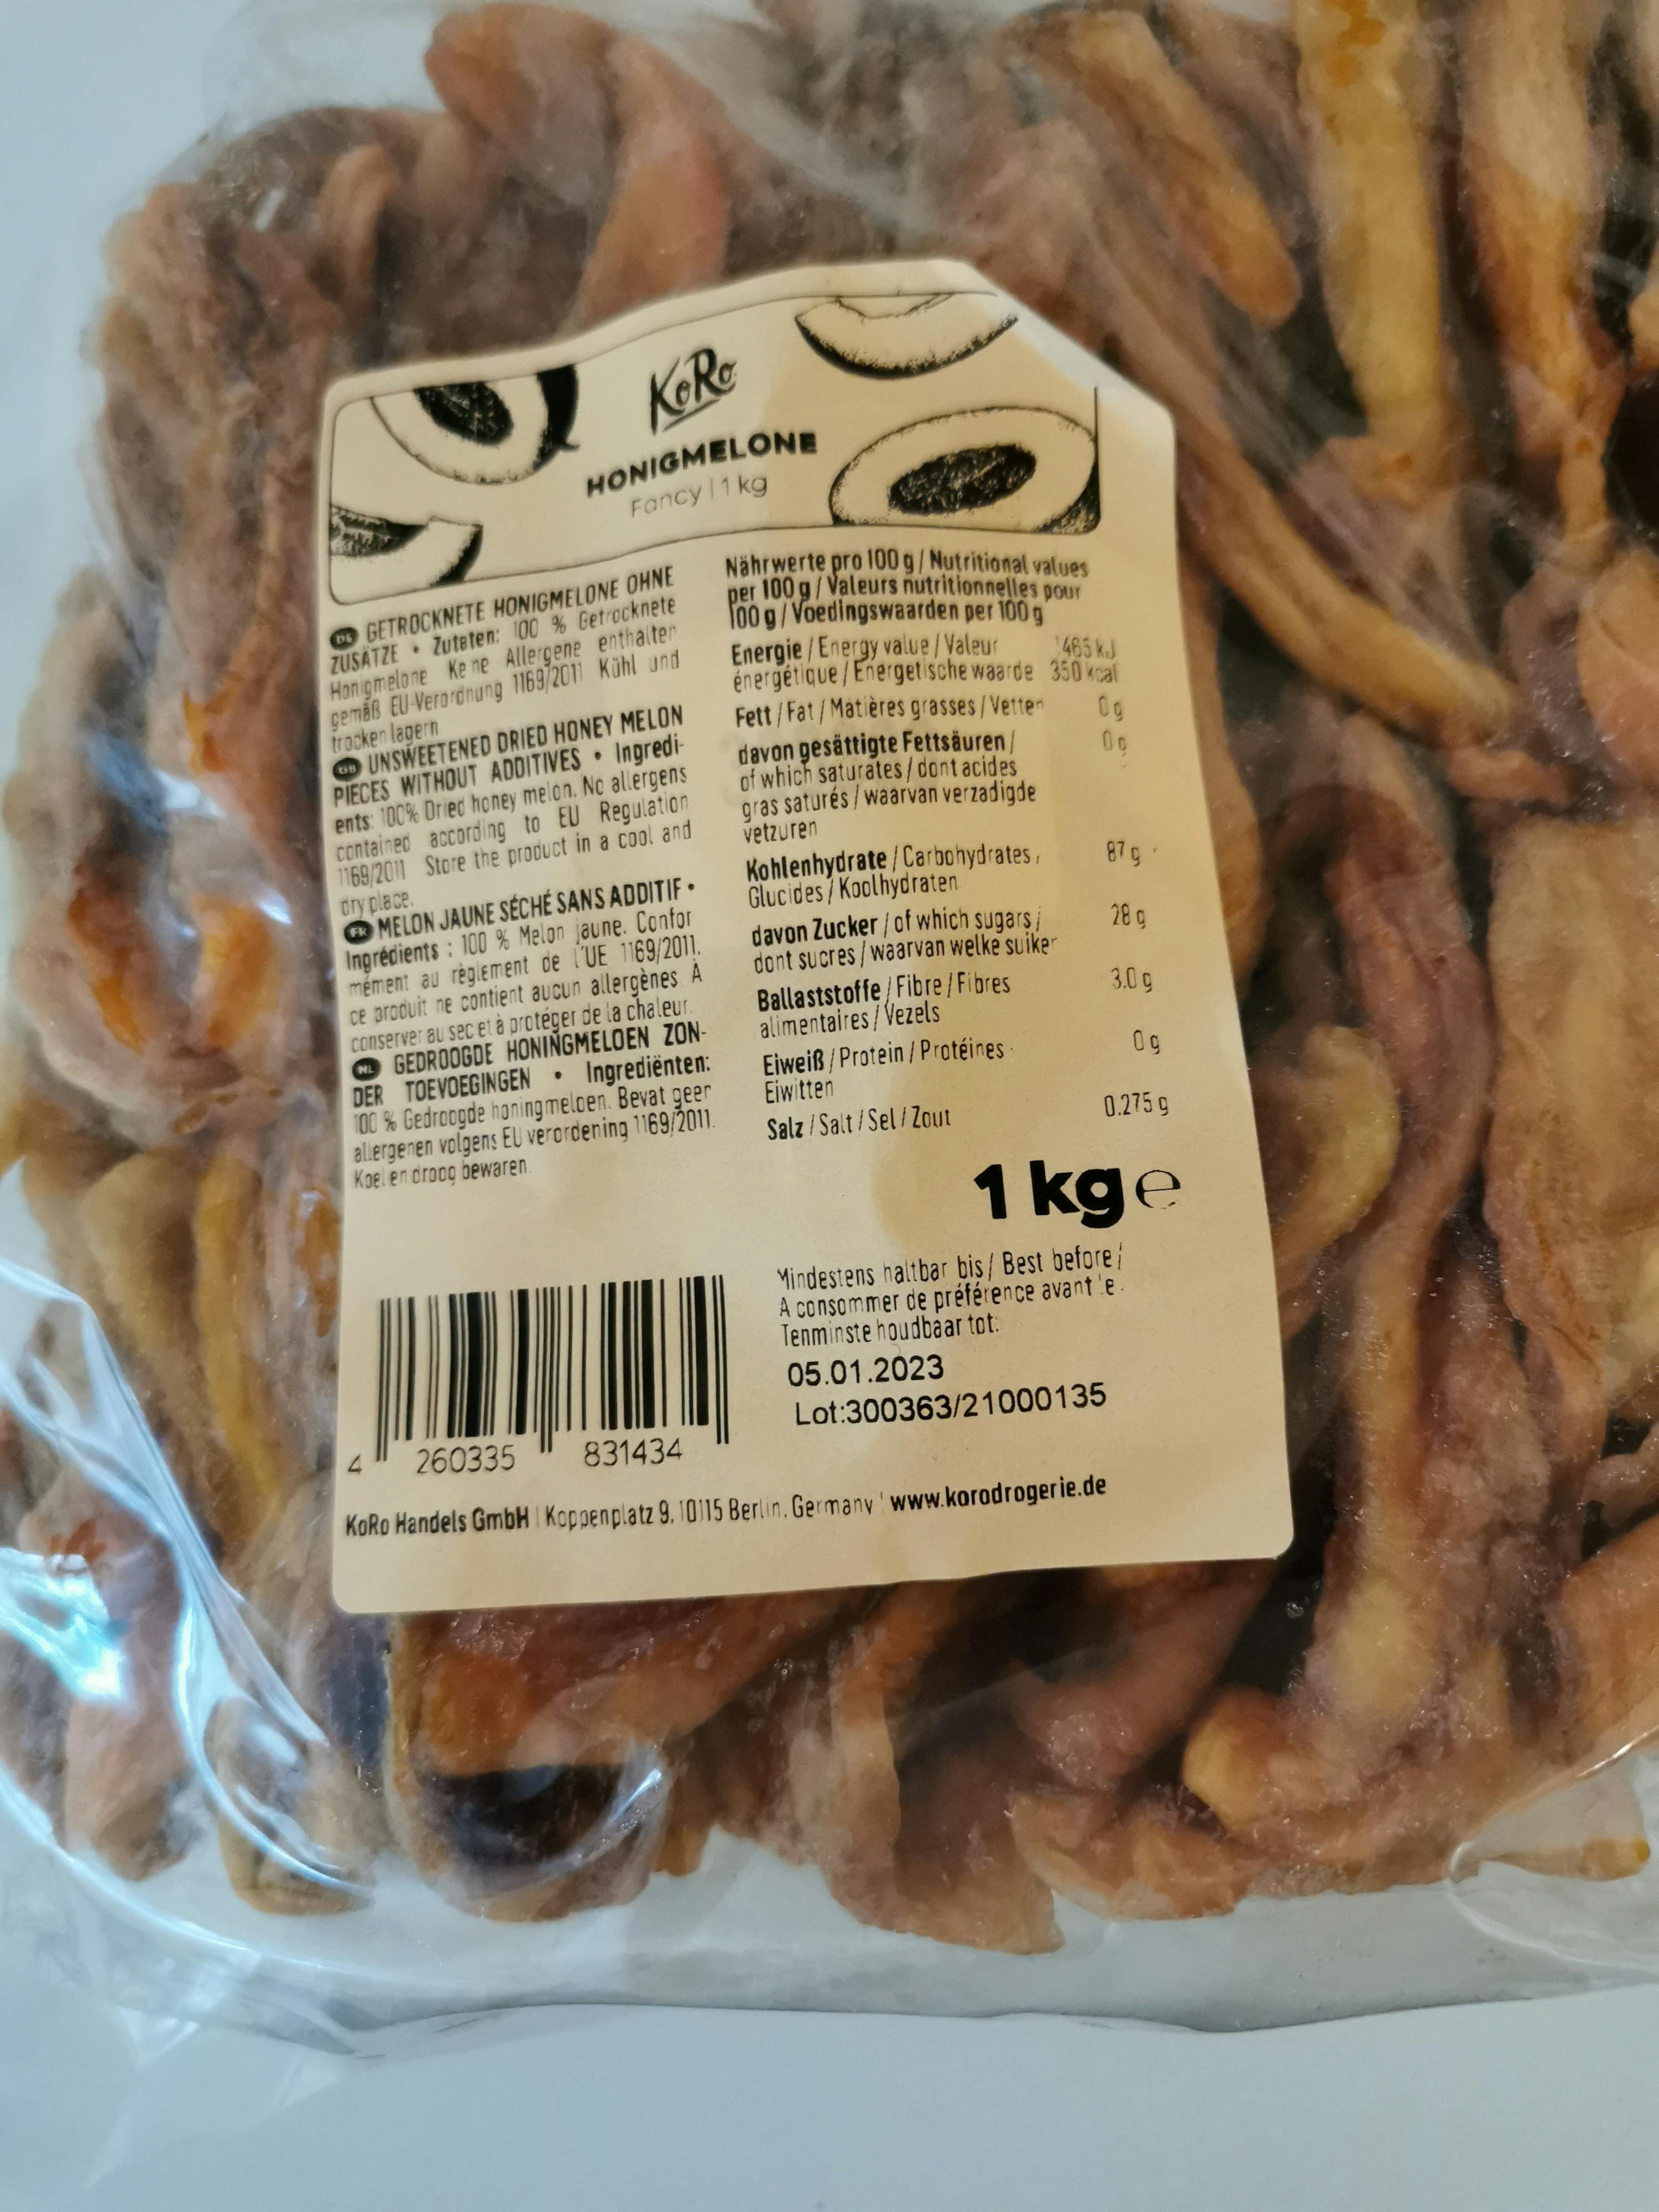 KoRo
HONIGMELONE
Fancy | 1 kg
DE GETROCKNETE HONIGMELONE OHNE
ZUSÄTZE • Zutaten: 100 % Getrocknete
Honigmelone Keine Allergene enthalten
gemäß EU-Verordnung 1169/2011 Kühl und
trocken lagern
GB UNSWEETENED DRIED HONEY MELON
PIECES WITHOUT ADDITIVES • Ingredi-
ents: 100% Dried honey melon. No allergens
contained according to EU Regulation
1169/2011 Store the product in a cool and
dry place.
FR MELON JAUNE SÉCHÉ SANS ADDITIF •
Ingrédients : 100 % Melon jaune. Confor
mément au règlement de l'UE 1169/2011.
ce produit ne contient aucun allergènes. À
conserver au sec et à protéger de la chaleur.
NL GEDROOGDE HONINGMELOEN ZON-
DER TOEVOEGINGEN • Ingrediënten:
100 % Gedroogde honingmeloen. Bevat geen
allergenen volgens EU verordening 1169/2011.
Koel en droog bewaren.
Nährwerte pro 100 g / Nutritional values
per 100 g / Valeurs nutritionnelles pour
100 g / Voedingswaarden per 100 g
Energie / Energy value / Valeur 1465 kJ
énergétique / Energetische waarde 350 kcal
Fett / Fat / Matières grasses / Vetten 0 g
davon gesättigte Fettsäuren / 0 g
of which saturates / dont acides
gras saturés / waarvan verzadigde
vetzuren
Kohlenhydrate / Carbohydrates / 87 g
Glucides / Koolhydraten
davon Zucker / of which sugars / 28 g
dont sucres / waarvan welke suiker
Ballaststoffe / Fibre / Fibres 3.0 g
alimentaires / Vezels
Eiweiß / Protein / Protéines 0 g
Eiwitten
Salz / Salt / Sel / Zout 0.275 g
1 kg e
Mindestens haltbar bis / Best before /
A consommer de préférence avant le.
Tenminste houdbaar tot:
05.01.2023
Lot:300363/21000135
4 260335 831434
KoRo Handels GmbH | Koppenplatz 9, 10115 Berlin, Germany | www.korodrogerie.de